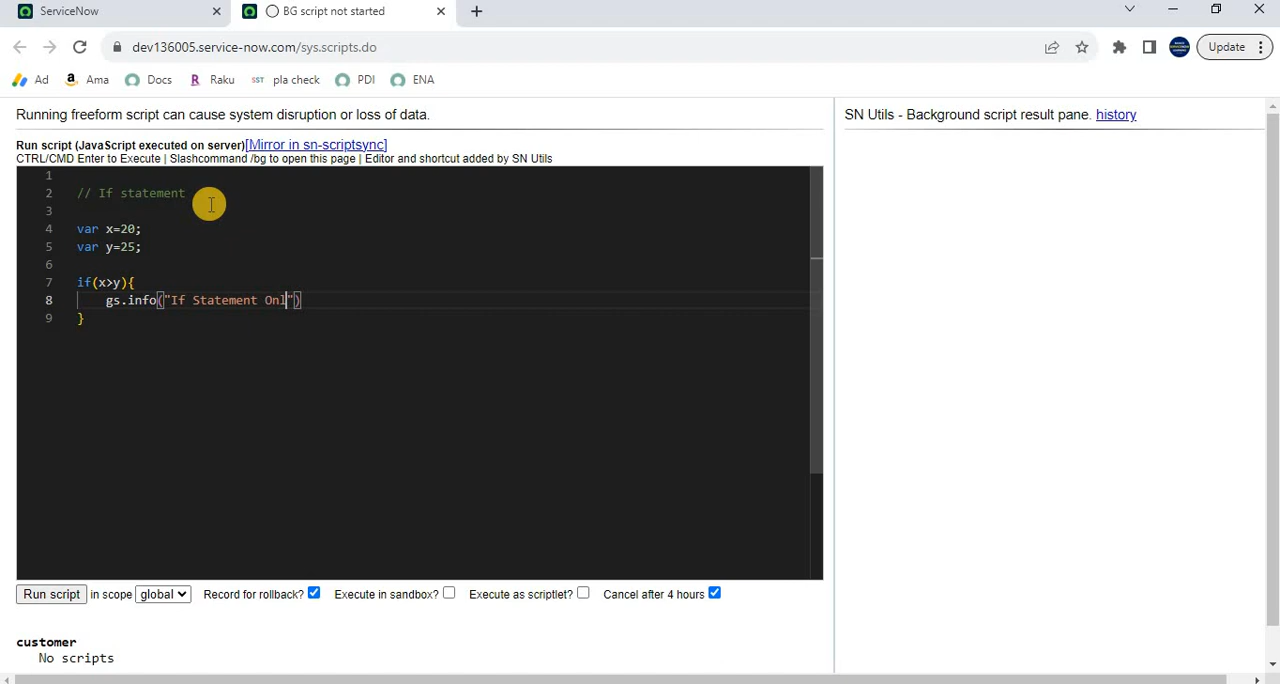 ServiceNow
BG script not started
dev136005.service-now.com/sys.scripts.do
Update
Ad Ama Docs R Raku SST pla check PDI ENA
Running freeform script can cause system disruption or loss of data.
SN Utils - Background script result pane. history
Run script (JavaScript executed on server)[Mirror in sn-scriptsync]
CTRL/CMD Enter to Execute | Slashcommand /bg to open this page | Editor and shortcut added by SN Utils
1
2 // If statement
3
4 var x=20;
5 var y=25;
6
7 if(x>y){
8 gs.info("If Statement Onl")
9 }
Run script in scope global Record for rollback? Execute in sandbox? Execute as scriptlet? Cancel after 4 hours
customer
No scripts